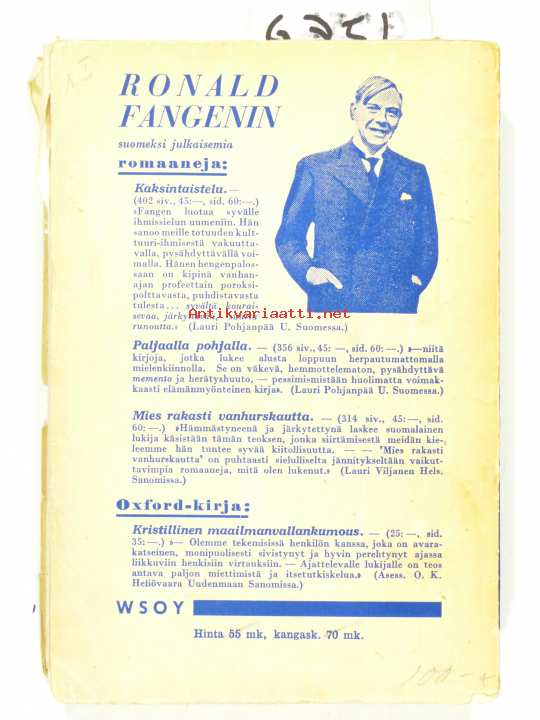 RONALD
FANGENIN
suomeksi julkaisemia
romaaneja:
Kaksintaistelu. —
(402 siv., 45:—, sid. 60:—.)
»Fangen luotaa syvälle
ihmissielun uumeniin. Hän
sanoo meille totuuden kult-
tuuri-ihmisestä vakuutta-
valla, pysähdyttävällä voi-
malla. Hänen hengenpalos-
saan on kipinä vanhan-
ajan profeettain poroksi-
polttavasta, puhdistavasta
tulesta... syvältä kourai-
sevaa, järkyttävää
runoutta.» (Lauri Pohjanpää U. Suomessa.)
Antikvariaatti.net
Paljaalla pohjalla. — (356 siv., 45: —, sid. 60: —.) »—niitä
kirjoja, jotka lukee alusta loppuun herpautumattomalla
mielenkiinnolla. Se on väkevä, hemmottelematon, pysähdyttävä
memento ja herätyshuuto, — pessimismistään huolimatta voimak-
kaasti elämänmyönteinen kirja». (Lauri Pohjanpää U. Suomessa.)
Mies rakasti vanhurskautta. — (314 siv., 45:—, sid.
60:—.) »Hämmästyneenä ja järkytettynä laskee suomalainen
lukija käsistään tämän teoksen, jonka siirtämisestä meidän kie-
leemme hän tuntee syvää kiitollisuutta. — — 'Mies rakasti
vanhurskautta' on puhtaasti sielulliselta jännitykseltään vaikut-
tavimpia romaaneja, mitä olen lukenut.» (Lauri Viljanen Hels.
Sanomissa.)
Oxford-kirja:
Kristillinen maailmanvallankumous. — (25: —, sid.
35: —.) »— Olemme tekemisissä henkilön kanssa, joka on avara-
katseinen, monipuolisesti sivistynyt ja hyvin perehtynyt ajassa
liikkuviin henkisiin virtauksiin. — Ajattelevalle lukijalle on teos
antava paljon miettimistä ja itsetutkiskelua.» (Asess. O. K.
Heliövaara Uudenmaan Sanomissa.)
WSOY
Hinta 55 mk, kangask. 70 mk.
100-